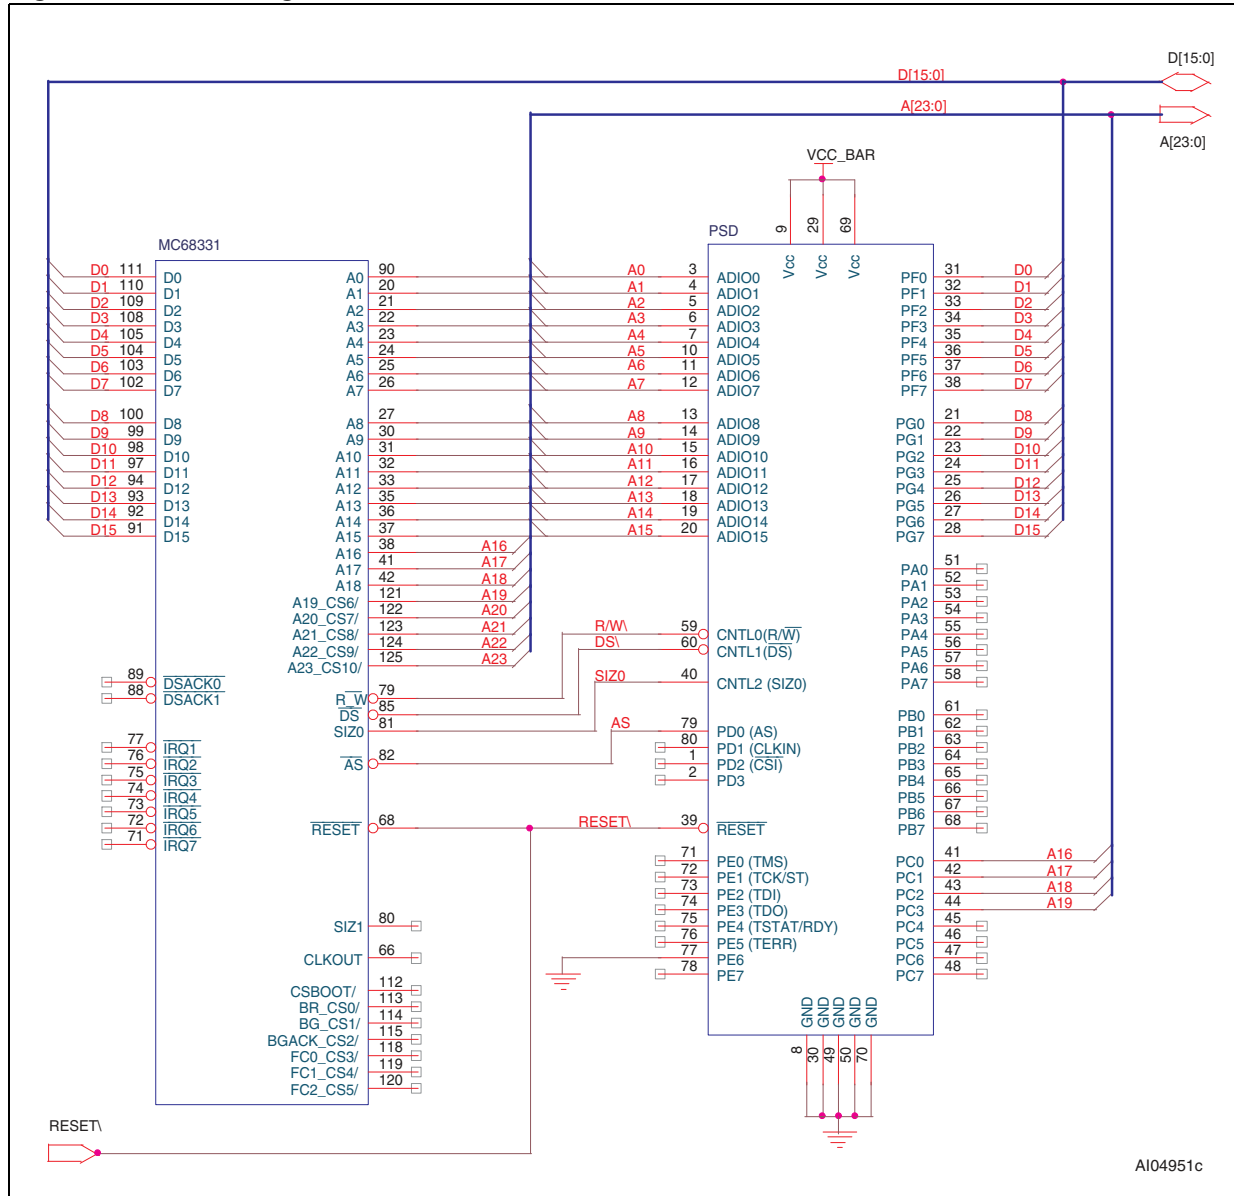 D[15:0]
D[15:0]
A[23:0]
A[23:0]
VCC_BAR
MC68331
PSD
9 29 69
Vcc Vcc Vcc
D0 111 D0 A0 90 A0 3 ADIO0 PF0 31 D0
D1 110 D1 A1 20 A1 4 ADIO1 PF1 32 D1
D2 109 D2 A2 21 A2 5 ADIO2 PF2 33 D2
D3 108 D3 A3 22 A3 6 ADIO3 PF3 34 D3
D4 105 D4 A4 23 A4 7 ADIO4 PF4 35 D4
D5 104 D5 A5 24 A5 10 ADIO5 PF5 36 D5
D6 103 D6 A6 25 A6 11 ADIO6 PF6 37 D6
D7 102 D7 A7 26 A7 12 ADIO7 PF7 38 D7
D8 100 D8 A8 27 A8 13 ADIO8 PG0 21 D8
D9 99 D9 A9 30 A9 14 ADIO9 PG1 22 D9
D10 98 D10 A10 31 A10 15 ADIO10 PG2 23 D10
D11 97 D11 A11 32 A11 16 ADIO11 PG3 24 D11
D12 94 D12 A12 33 A12 17 ADIO12 PG4 25 D12
D13 93 D13 A13 35 A13 18 ADIO13 PG5 26 D13
D14 92 D14 A14 36 A14 19 ADIO14 PG6 27 D14
D15 91 D15 A15 37 A15 20 ADIO15 PG7 28 D15
A16 38 A16
A17 41 A17 PA0 51
A18 42 A18 PA1 52
A19_CS6/ 121 A19 PA2 53
A20_CS7/ 122 A20 PA3 54
A21_CS8/ 123 A21 R/W\ 59 CNTL0(R/W) PA4 55
A22_CS9/ 124 A22 DS\ 60 CNTL1(DS) PA5 56
A23_CS10/ 125 A23 PA6 57
89 DSACK0 SIZ0 40 CNTL2 (SIZ0) PA7 58
88 DSACK1 R_W 79
DS 85 PB0 61
SIZ0 81 AS 79 PD0 (AS) PB1 62
77 IRQ1 80 PD1 (CLKIN) PB2 63
76 IRQ2 AS 82 1 PD2 (CSI) PB3 64
75 IRQ3 2 PD3 PB4 65
74 IRQ4 PB5 66
73 IRQ5 PB6 67
72 IRQ6 RESET 68 RESET\ 39 RESET PB7 68
71 IRQ7
71 PE0 (TMS) PC0 41 A16
72 PE1 (TCK/ST) PC1 42 A17
73 PE2 (TDI) PC2 43 A18
74 PE3 (TDO) PC3 44 A19
SIZ1 80 75 PE4 (TSTAT/RDY) PC4 45
76 PE5 (TERR) PC5 46
CLKOUT 66 77 PE6 PC6 47
78 PE7 PC7 48
CSBOOT/ 112
BR_CS0/ 113
BG_CS1/ 114
BGACK_CS2/ 115
FC0_CS3/ 118
FC1_CS4/ 119
FC2_CS5/ 120
GND GND GND GND GND
8 30 49 50 70
RESET\
AI04951c